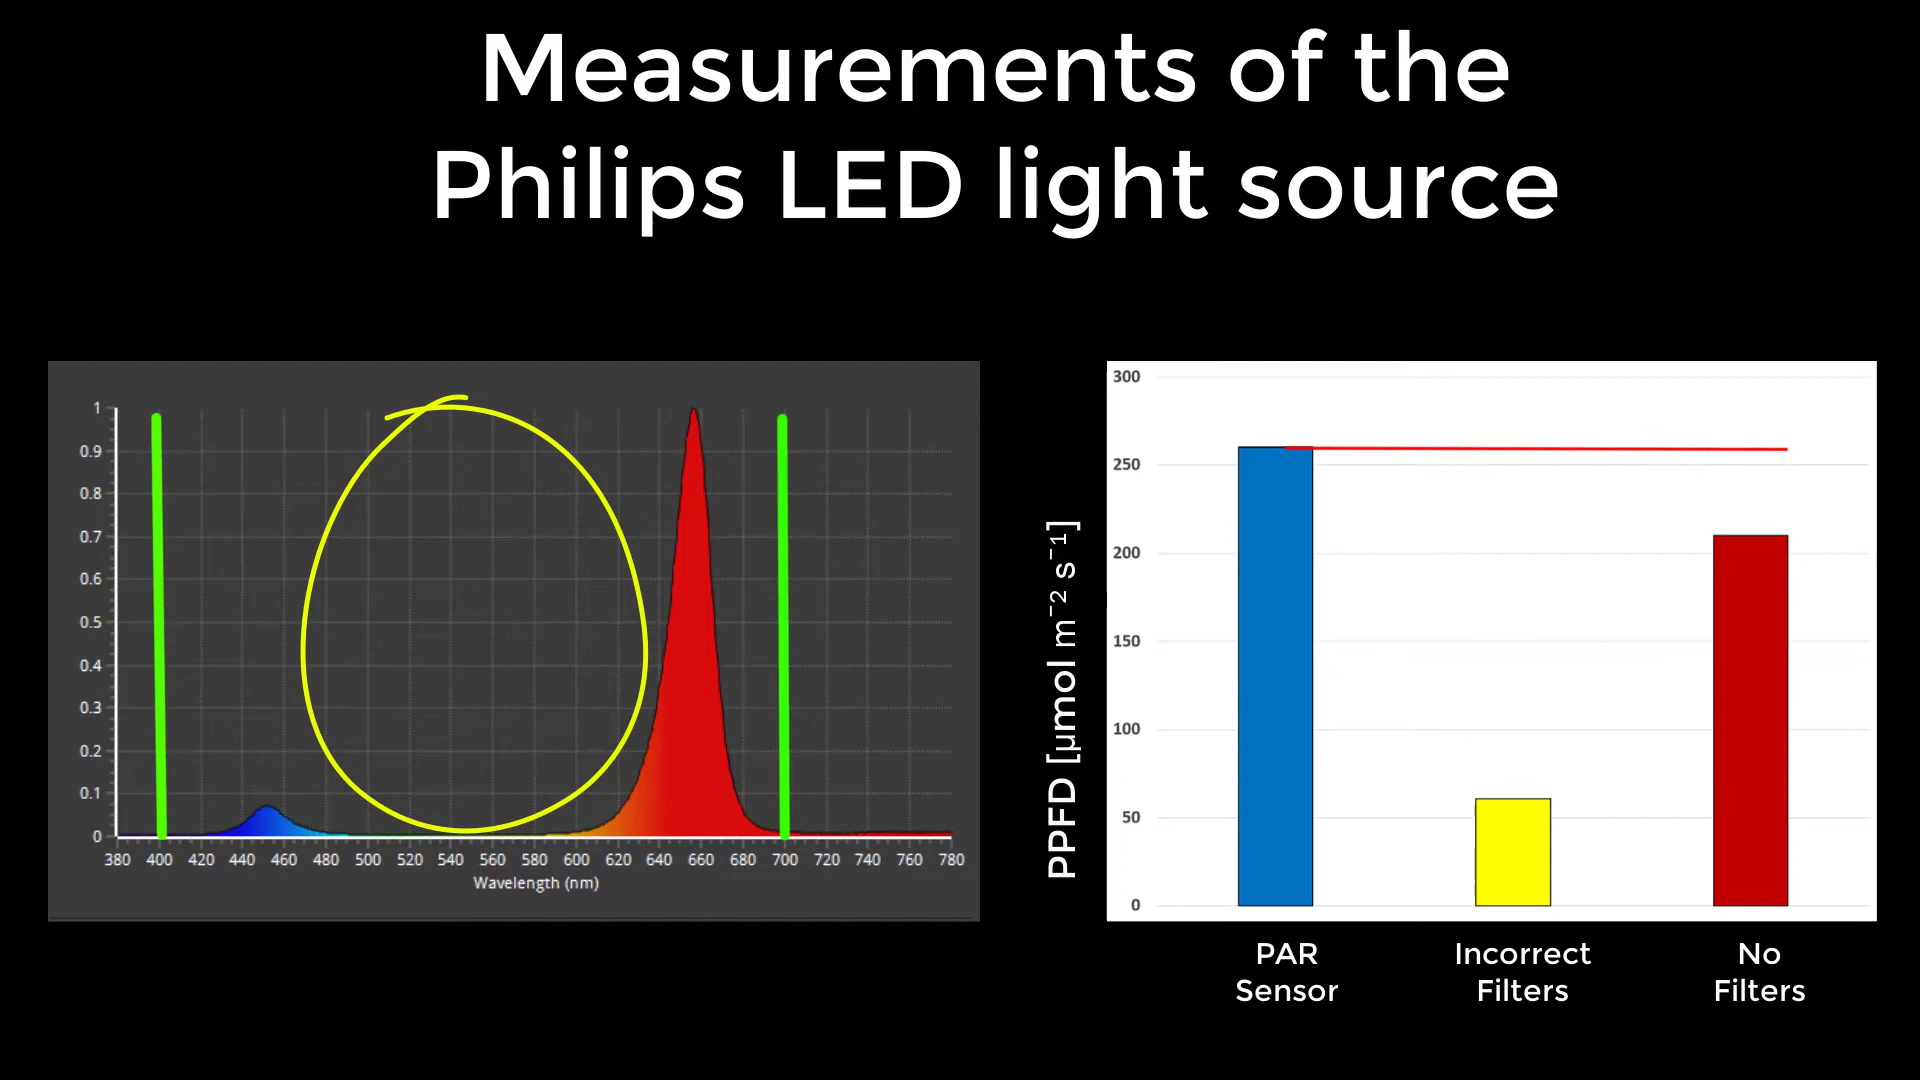 Measurements of the
Philips LED light source
1
0.9
0.8
0.7
0.6
0.5
0.4
0.3
0.2
0.1
0
380 400 420 440 460 480 500 520 540 560 580 600 620 640 660 680 700 720 740 760 780
Wavelength (nm)
PPFD [µmol m⁻² s⁻¹]
300
250
200
150
100
50
0
PAR
Sensor
Incorrect
Filters
No
Filters